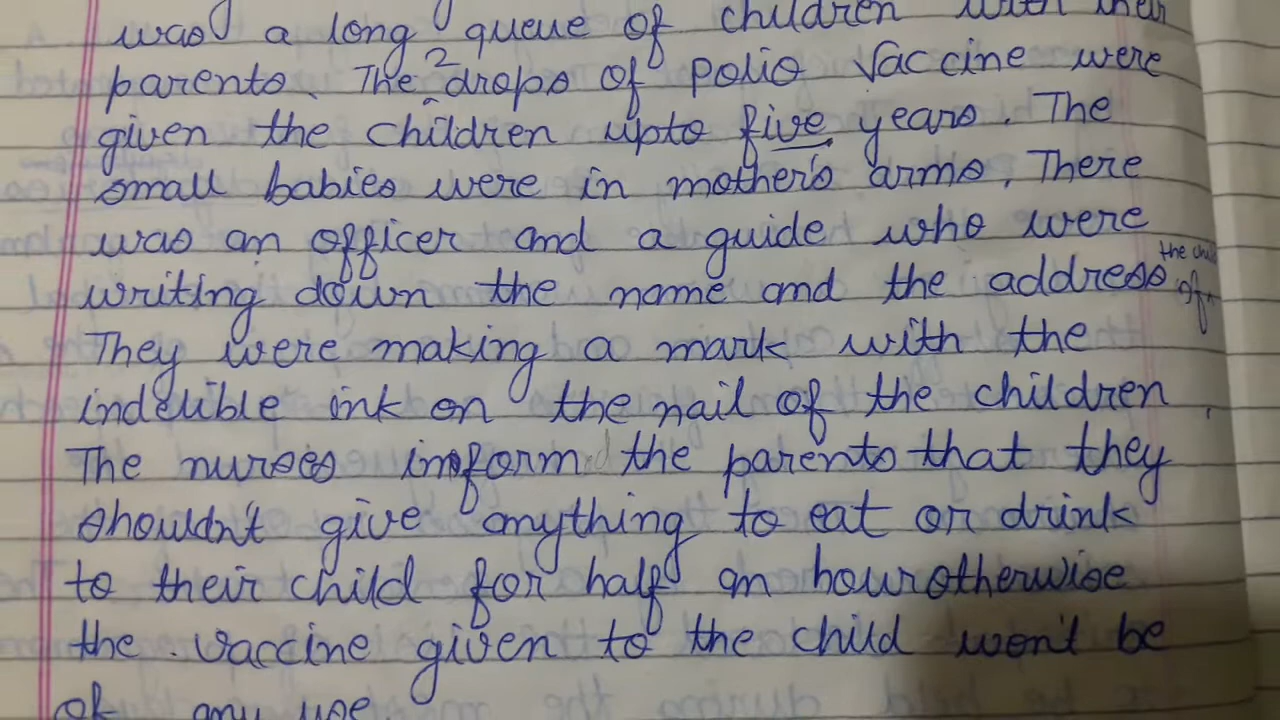 was a long queue of children with their
parents. The 2 drops of polio vaccine were
given the children upto five years. The
small babies were in mother's arms. There
was an officer and a guide who were
writing down the name and the address of the
They were making a mark with the
indelible ink on the nail of the children.
The nurses inform the parents that they
shouldn't give anything to eat or drink
to their child for half an hour otherwise
the vaccine given to the child won't be
of any use.